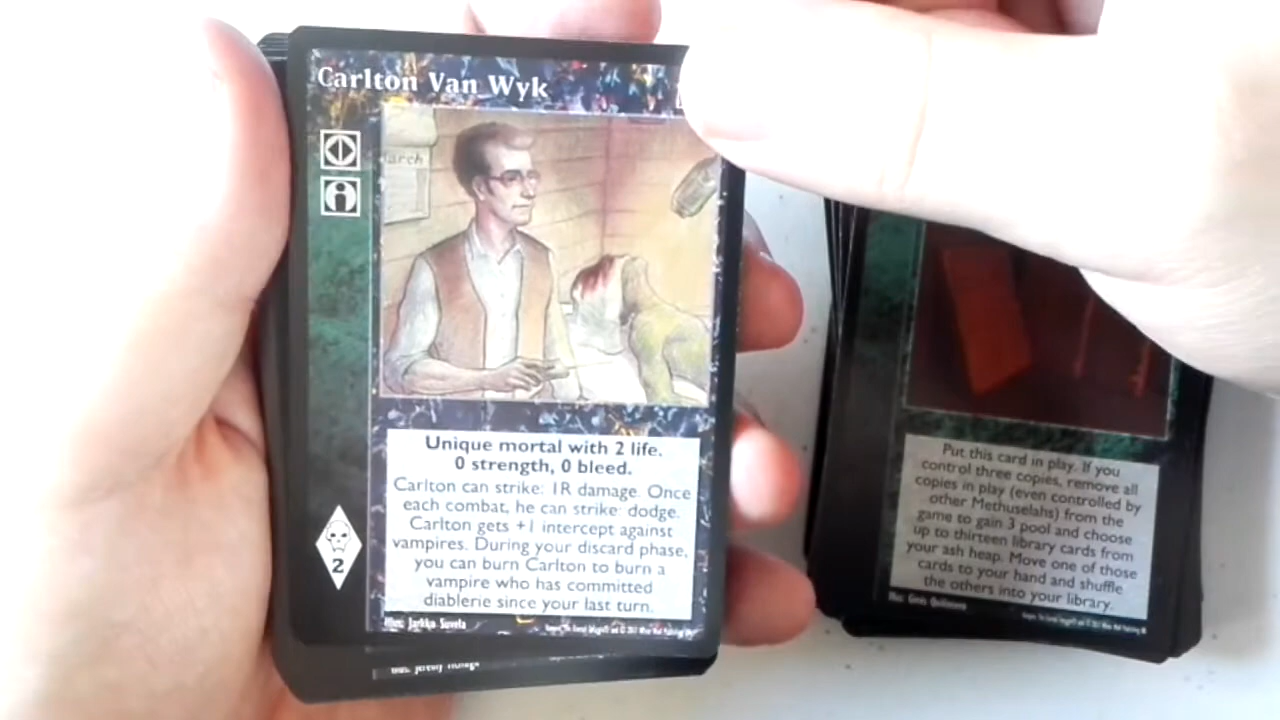 Carlton Van Wyk
arch
Unique mortal with 2 life.
0 strength, 0 bleed.
Carlton can strike: 1R damage. Once
each combat, he can strike: dodge.
Carlton gets +1 intercept against
vampires. During your discard phase,
you can burn Carlton to burn a
vampire who has committed
diablerie since your last turn.
2
Illus: Jarkko Suvela
Put this card in play. If you
control three copies, remove all
copies in play (even controlled by
other Methuselahs) from the
game to gain 3 pool and choose
up to thirteen library cards from
your ash heap. Move one of those
cards to your hand and shuffle
the others into your library.
Illus: